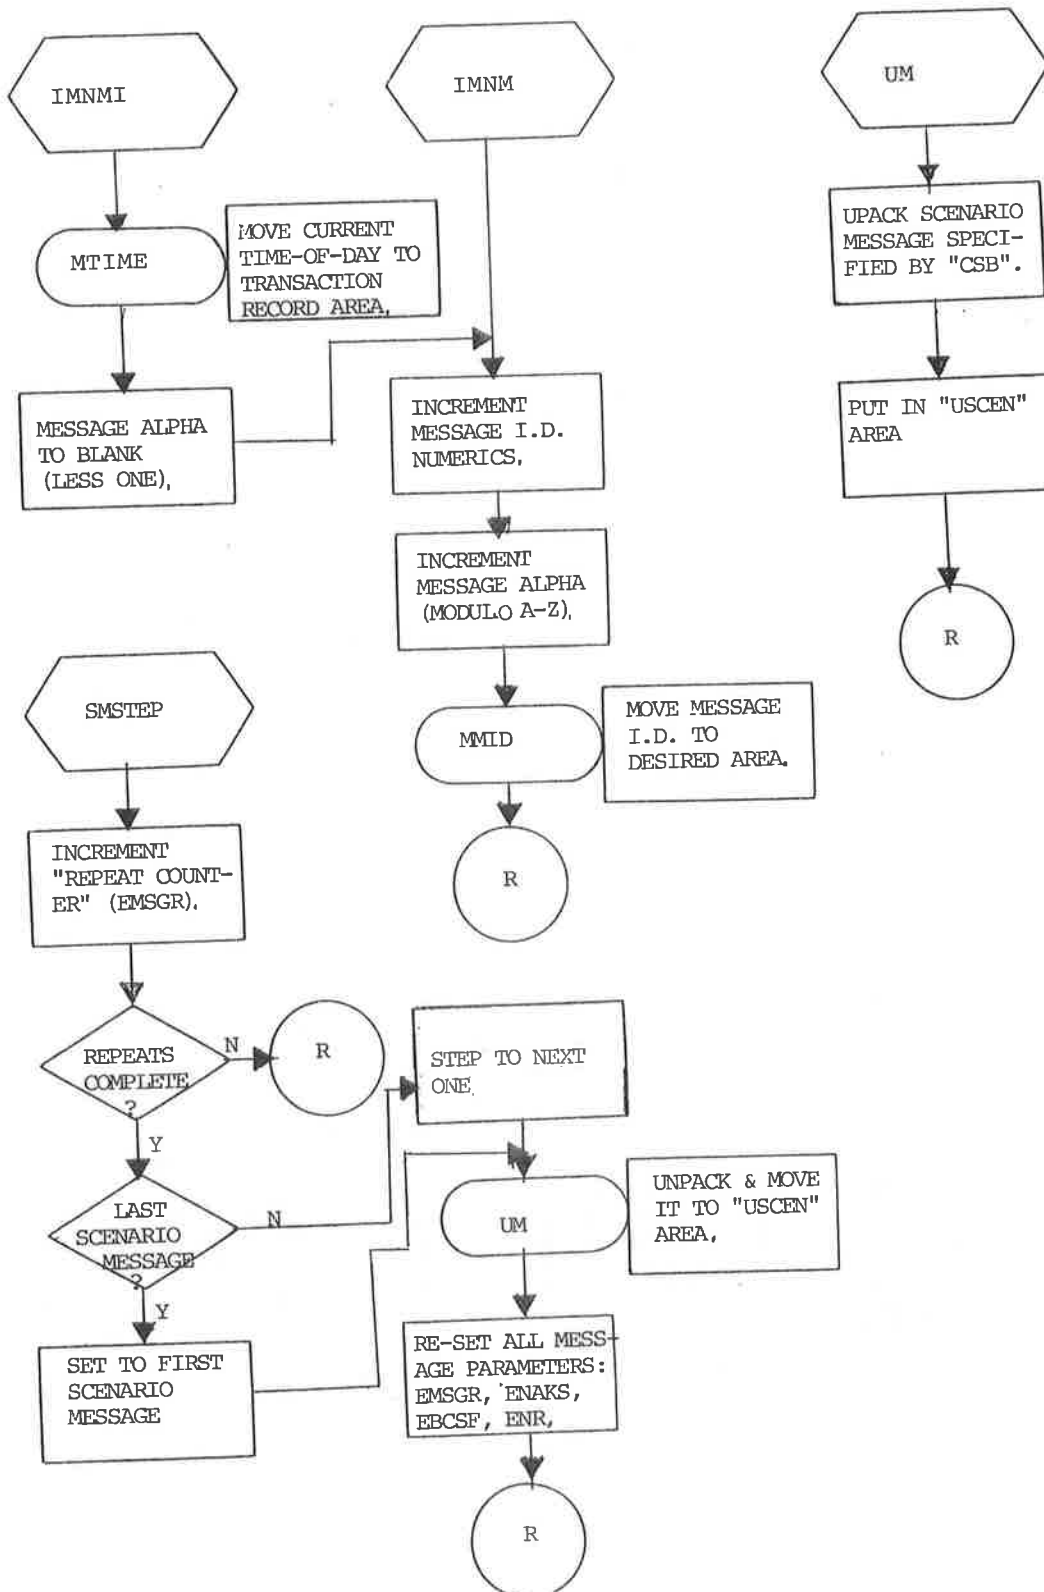 IMNMI
MTIME
MOVE CURRENT
TIME-OF-DAY TO
TRANSACTION
RECORD AREA.
MESSAGE ALPHA
TO BLANK
(LESS ONE).
IMNM
INCREMENT
MESSAGE I.D.
NUMERICS.
INCREMENT
MESSAGE ALPHA
(MODULO A-Z).
MMID
MOVE MESSAGE
I.D. TO
DESIRED AREA.
R
UM
UPACK SCENARIO
MESSAGE SPECI-
FIED BY "CSB".
PUT IN "USCEN"
AREA
R
SMSTEP
INCREMENT
"REPEAT COUNT-
ER" (EMSGR).
REPEATS
COMPLETE
?
N
R
Y
LAST
SCENARIO
MESSAGE
?
N
Y
SET TO FIRST
SCENARIO
MESSAGE
STEP TO NEXT
ONE.
UM
UNPACK & MOVE
IT TO "USCEN"
AREA.
RE-SET ALL MESS-
AGE PARAMETERS:
EMSGR, ENAKS,
EBCSF, ENR,
R